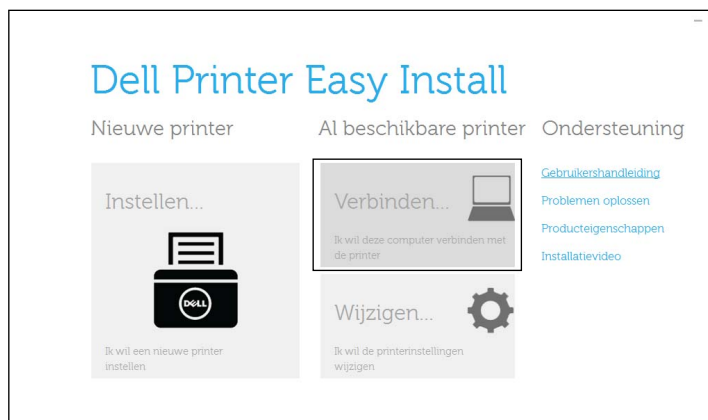 Dell Printer Easy Install
Nieuwe printer
Instellen...
DELL
Ik wil een nieuwe printer
instellen
Al beschikbare printer
Verbinden...
Ik wil deze computer verbinden met
de printer
Wijzigen...
Ik wil de printerinstellingen
wijzigen
Ondersteuning
Gebruikershandleiding
Problemen oplossen
Producteigenschappen
Installatievideo